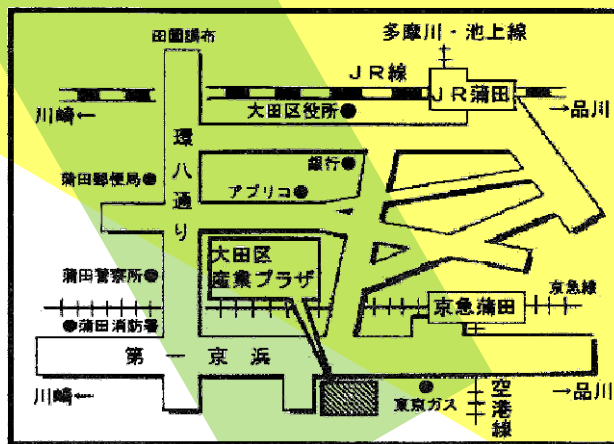 田園調布
多摩川・池上線
JR線
JR蒲田
川崎←
→品川
大田区役所
環八通り
銀行
蒲田郵便局
アプリコ
大田区
産業プラザ
蒲田警察所
京急線
京急蒲田
蒲田消防署
第一京浜
川崎←
東京ガス
空港線
→品川